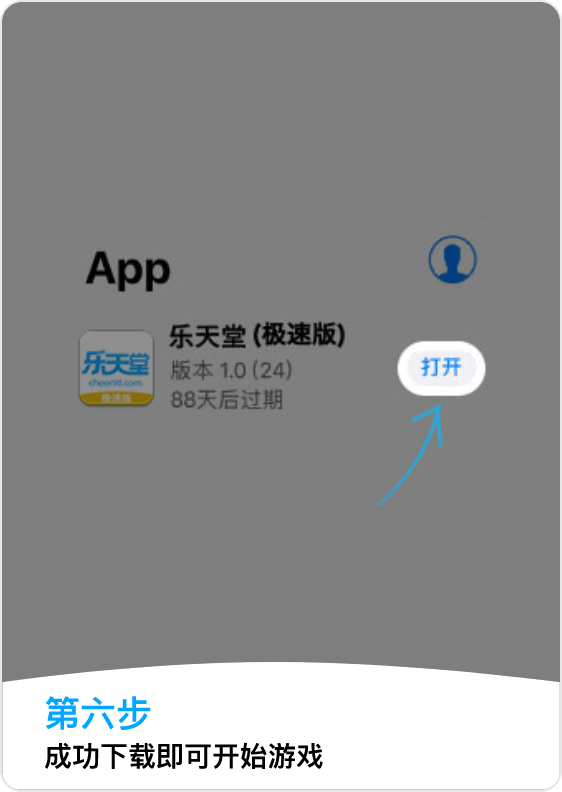 App
乐天堂 (极速版)
版本 1.0 (24)
88天后过期
打开
乐天堂
cheer98.com
极速版
第六步
成功下载即可开始游戏